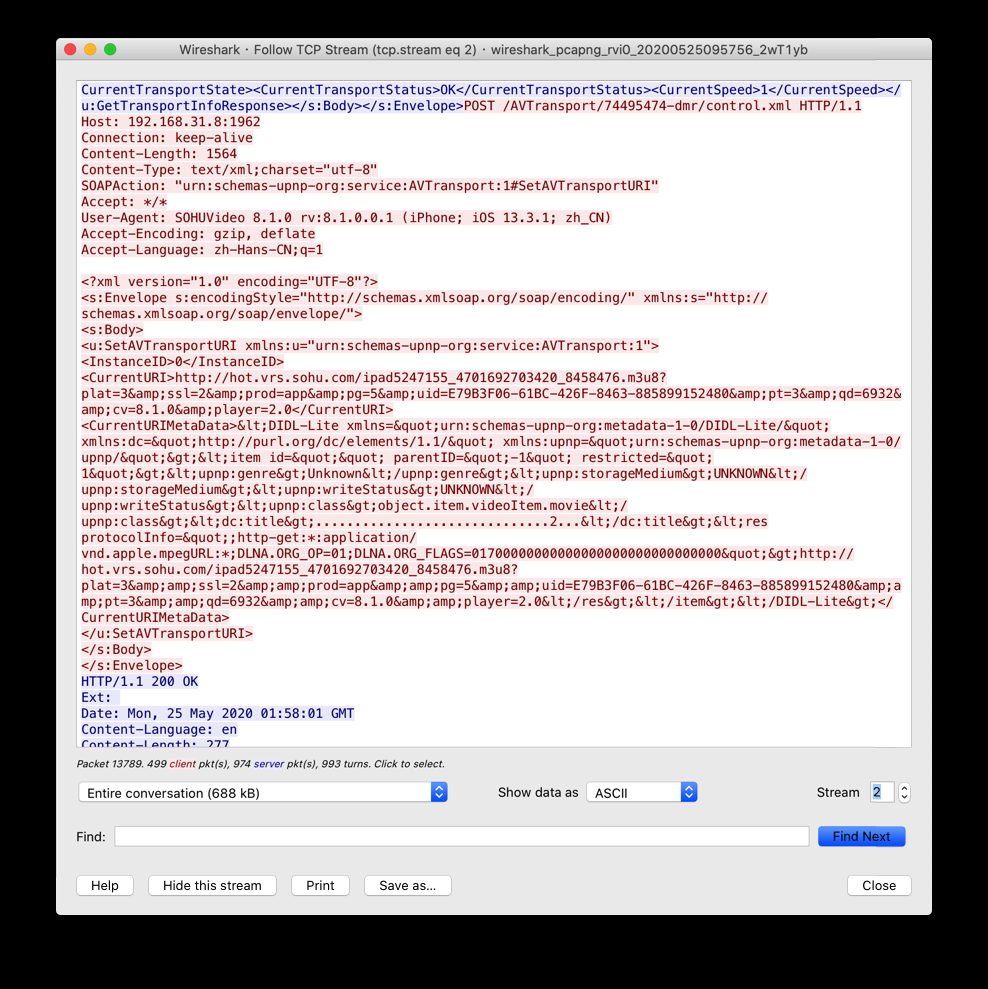 Wireshark · Follow TCP Stream (tcp.stream eq 2) · wireshark_pcapng_rvi0_20200525095756_2wT1yb
CurrentTransportState><CurrentTransportStatus>OK</CurrentTransportStatus><CurrentSpeed>1</CurrentSpeed></
u:GetTransportInfoResponse></s:Body></s:Envelope>POST /AVTransport/74495474-dmr/control.xml HTTP/1.1
Host: 192.168.31.8:1962
Connection: keep-alive
Content-Length: 1564
Content-Type: text/xml;charset="utf-8"
SOAPAction: "urn:schemas-upnp-org:service:AVTransport:1#SetAVTransportURI"
Accept: */*
User-Agent: SOHUVideo 8.1.0 rv:8.1.0.0.1 (iPhone; iOS 13.3.1; zh_CN)
Accept-Encoding: gzip, deflate
Accept-Language: zh-Hans-CN;q=1
<?xml version="1.0" encoding="UTF-8"?>
<s:Envelope s:encodingStyle="http://schemas.xmlsoap.org/soap/encoding/" xmlns:s="http://
schemas.xmlsoap.org/soap/envelope/">
<s:Body>
<u:SetAVTransportURI xmlns:u="urn:schemas-upnp-org:service:AVTransport:1">
<InstanceID>0</InstanceID>
<CurrentURI>http://hot.vrs.sohu.com/ipad5247155_4701692703420_8458476.m3u8?
plat=3&amp;ssl=2&amp;prod=app&amp;pg=5&amp;uid=E79B3F06-61BC-426F-8463-885899152480&amp;pt=3&amp;qd=6932&
amp;cv=8.1.0&amp;player=2.0</CurrentURI>
<CurrentURIMetaData>&lt;DIDL-Lite xmlns=&quot;urn:schemas-upnp-org:metadata-1-0/DIDL-Lite/&quot;
xmlns:dc=&quot;http://purl.org/dc/elements/1.1/&quot; xmlns:upnp=&quot;urn:schemas-upnp-org:metadata-1-0/
upnp/&quot;&gt;&lt;item id=&quot;&quot; parentID=&quot;-1&quot; restricted=&quot;
1&quot;&gt;&lt;upnp:genre&gt;Unknown&lt;/upnp:genre&gt;&lt;upnp:storageMedium&gt;UNKNOWN&lt;/
upnp:storageMedium&gt;&lt;upnp:writeStatus&gt;UNKNOWN&lt;/
upnp:writeStatus&gt;&lt;upnp:class&gt;object.item.videoItem.movie&lt;/
upnp:class&gt;&lt;dc:title&gt;..............................2...&lt;/dc:title&gt;&lt;res
protocolInfo=&quot;;http-get:*:application/
vnd.apple.mpegURL:*;DLNA.ORG_OP=01;DLNA.ORG_FLAGS=01700000000000000000000000000000&quot;&gt;http://
hot.vrs.sohu.com/ipad5247155_4701692703420_8458476.m3u8?
plat=3&amp;amp;ssl=2&amp;amp;prod=app&amp;amp;pg=5&amp;amp;uid=E79B3F06-61BC-426F-8463-885899152480&amp;a
mp;pt=3&amp;amp;qd=6932&amp;amp;cv=8.1.0&amp;amp;player=2.0&lt;/res&gt;&lt;/item&gt;&lt;/DIDL-Lite&gt;</
CurrentURIMetaData>
</u:SetAVTransportURI>
</s:Body>
</s:Envelope>
HTTP/1.1 200 OK
Ext:
Date: Mon, 25 May 2020 01:58:01 GMT
Content-Language: en
Content-Length: 277
Packet 13789. 499 client pkt(s), 974 server pkt(s), 993 turns. Click to select.
Entire conversation (688 kB) Show data as ASCII Stream 2
Find: Find Next
Help Hide this stream Print Save as... Close